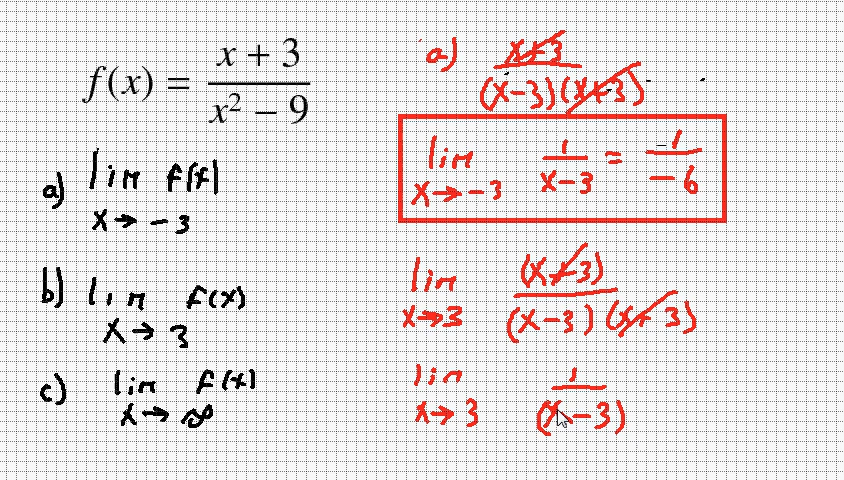 f(x) = x + 3 / x² − 9
a) lim f(x)
x → −3
b) lim f(x)
x → 3
c) lim f(x)
x → ∞
a) x+3 / (x−3)(x+3)
lim 1 / x−3 = −1 / −6
x → −3
lim (x+3) / (x−3)(x+3)
x → 3
lim 1 / (x−3)
x → 3